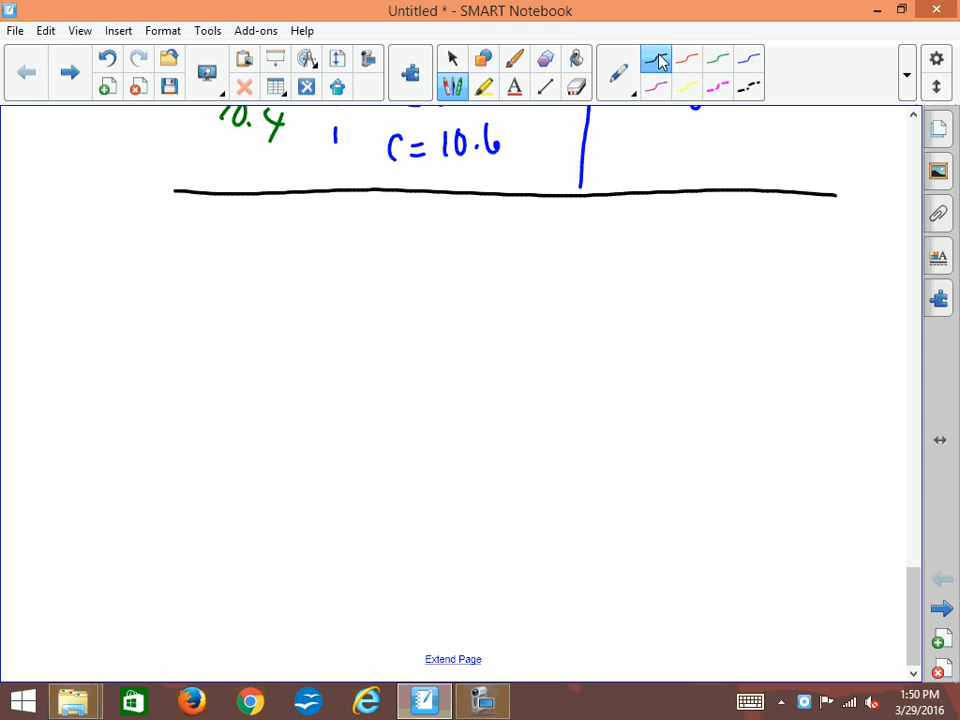 Untitled * - SMART Notebook
File Edit View Insert Format Tools Add-ons Help
10.4
c = 10.6
Extend Page
1:50 PM
3/29/2016